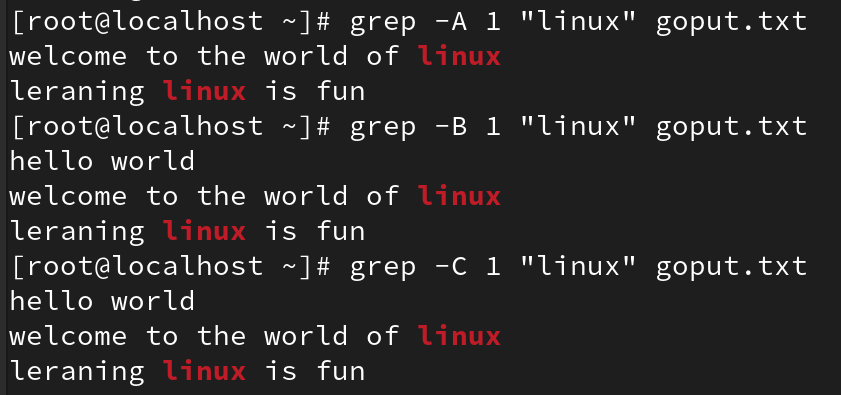 [root@localhost ~]# grep -A 1 "linux" goput.txt
welcome to the world of linux
leraning linux is fun
[root@localhost ~]# grep -B 1 "linux" goput.txt
hello world
welcome to the world of linux
leraning linux is fun
[root@localhost ~]# grep -C 1 "linux" goput.txt
hello world
welcome to the world of linux
leraning linux is fun